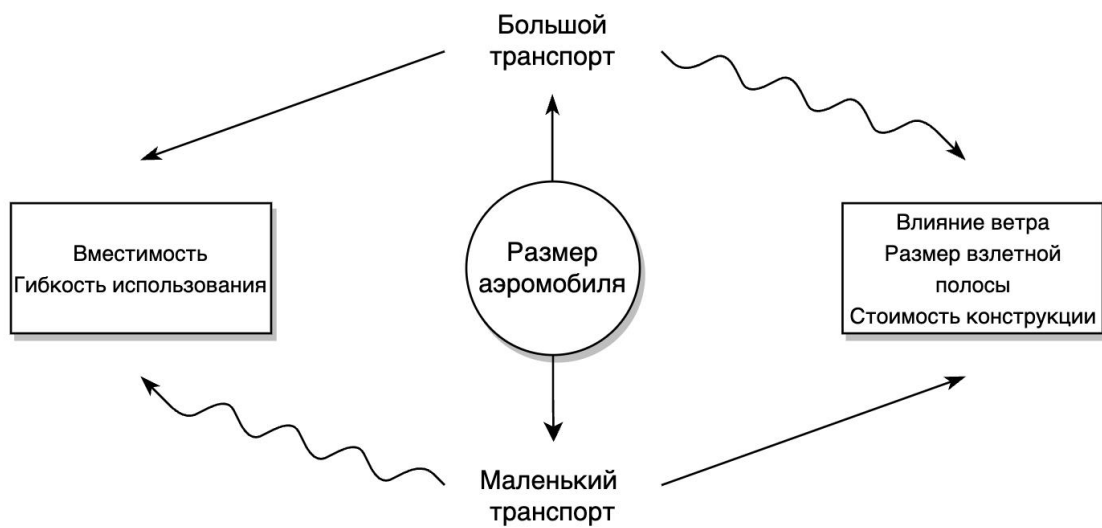 Большой
транспорт
Вместимость
Гибкость использования
Размер
аэромобиля
Влияние ветра
Размер взлетной
полосы
Стоимость конструкции
Маленький
транспорт